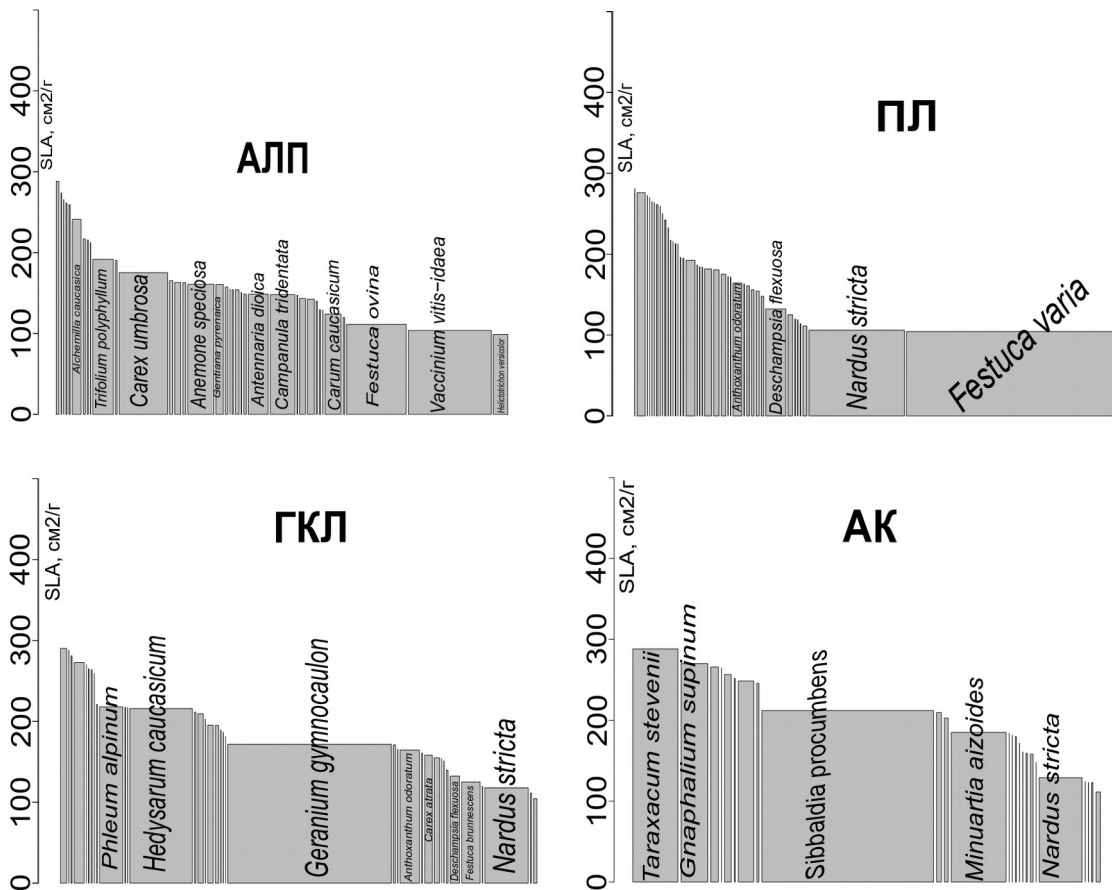 АЛП
SLA, см2/г
0
100
200
300
400
Alchemilla caucasica
Trifolium polyphyllum
Carex umbrosa
Anemone speciosa
Gentiana pyrenaica
Antennaria dioica
Campanula tridentata
Carum caucasicum
Festuca ovina
Vaccinium vitis-idaea
Helictotrichon versicolor
ПЛ
SLA, см2/г
0
100
200
300
400
Anthoxanthum odoratum
Deschampsia flexuosa
Nardus stricta
Festuca varia
ГКЛ
SLA, см2/г
0
100
200
300
400
Phleum alpinum
Hedysarum caucasicum
Geranium gymnocaulon
Anthoxanthum odoratum
Carex atrata
Deschampsia flexuosa
Festuca brunnescens
Nardus stricta
АК
SLA, см2/г
0
100
200
300
400
Taraxacum stevenii
Gnaphalium supinum
Sibbaldia procumbens
Minuartia aizoides
Nardus stricta